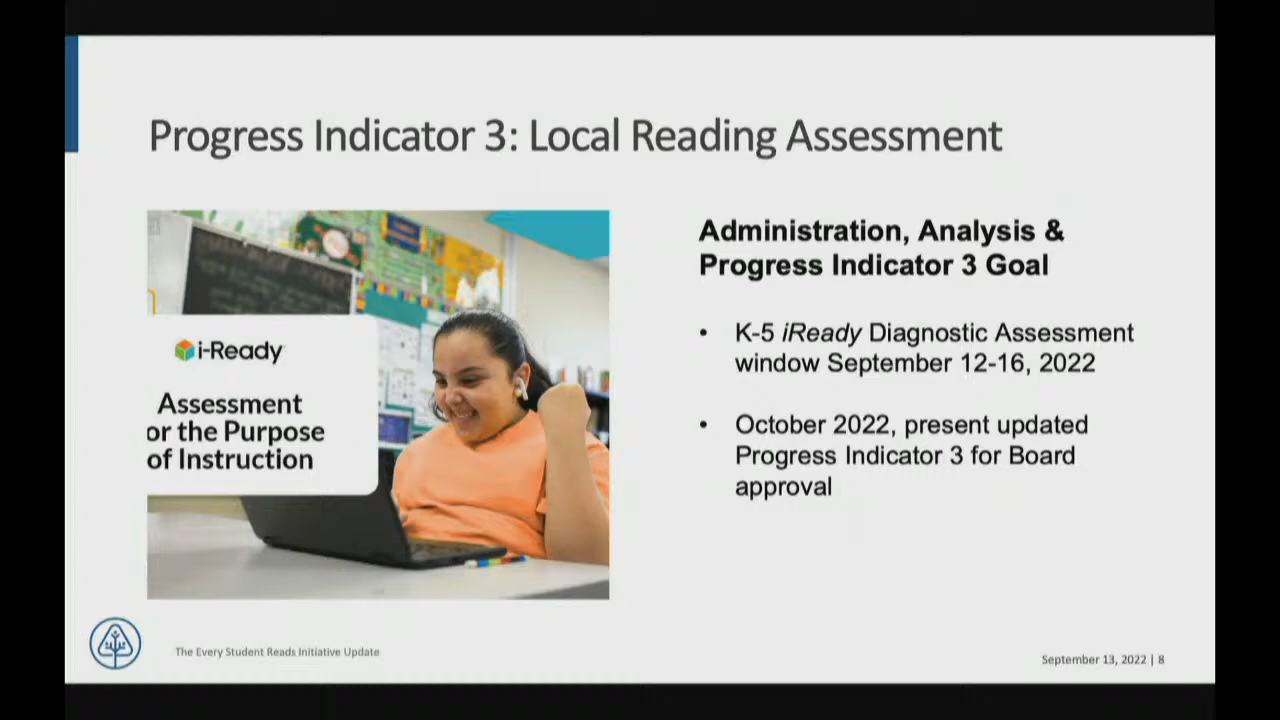 Progress Indicator 3: Local Reading Assessment
i-Ready
Assessment
or the Purpose
of Instruction
Administration, Analysis &
Progress Indicator 3 Goal
• K-5 iReady Diagnostic Assessment
window September 12-16, 2022
• October 2022, present updated
Progress Indicator 3 for Board
approval
The Every Student Reads Initiative Update
September 13, 2022 | 8